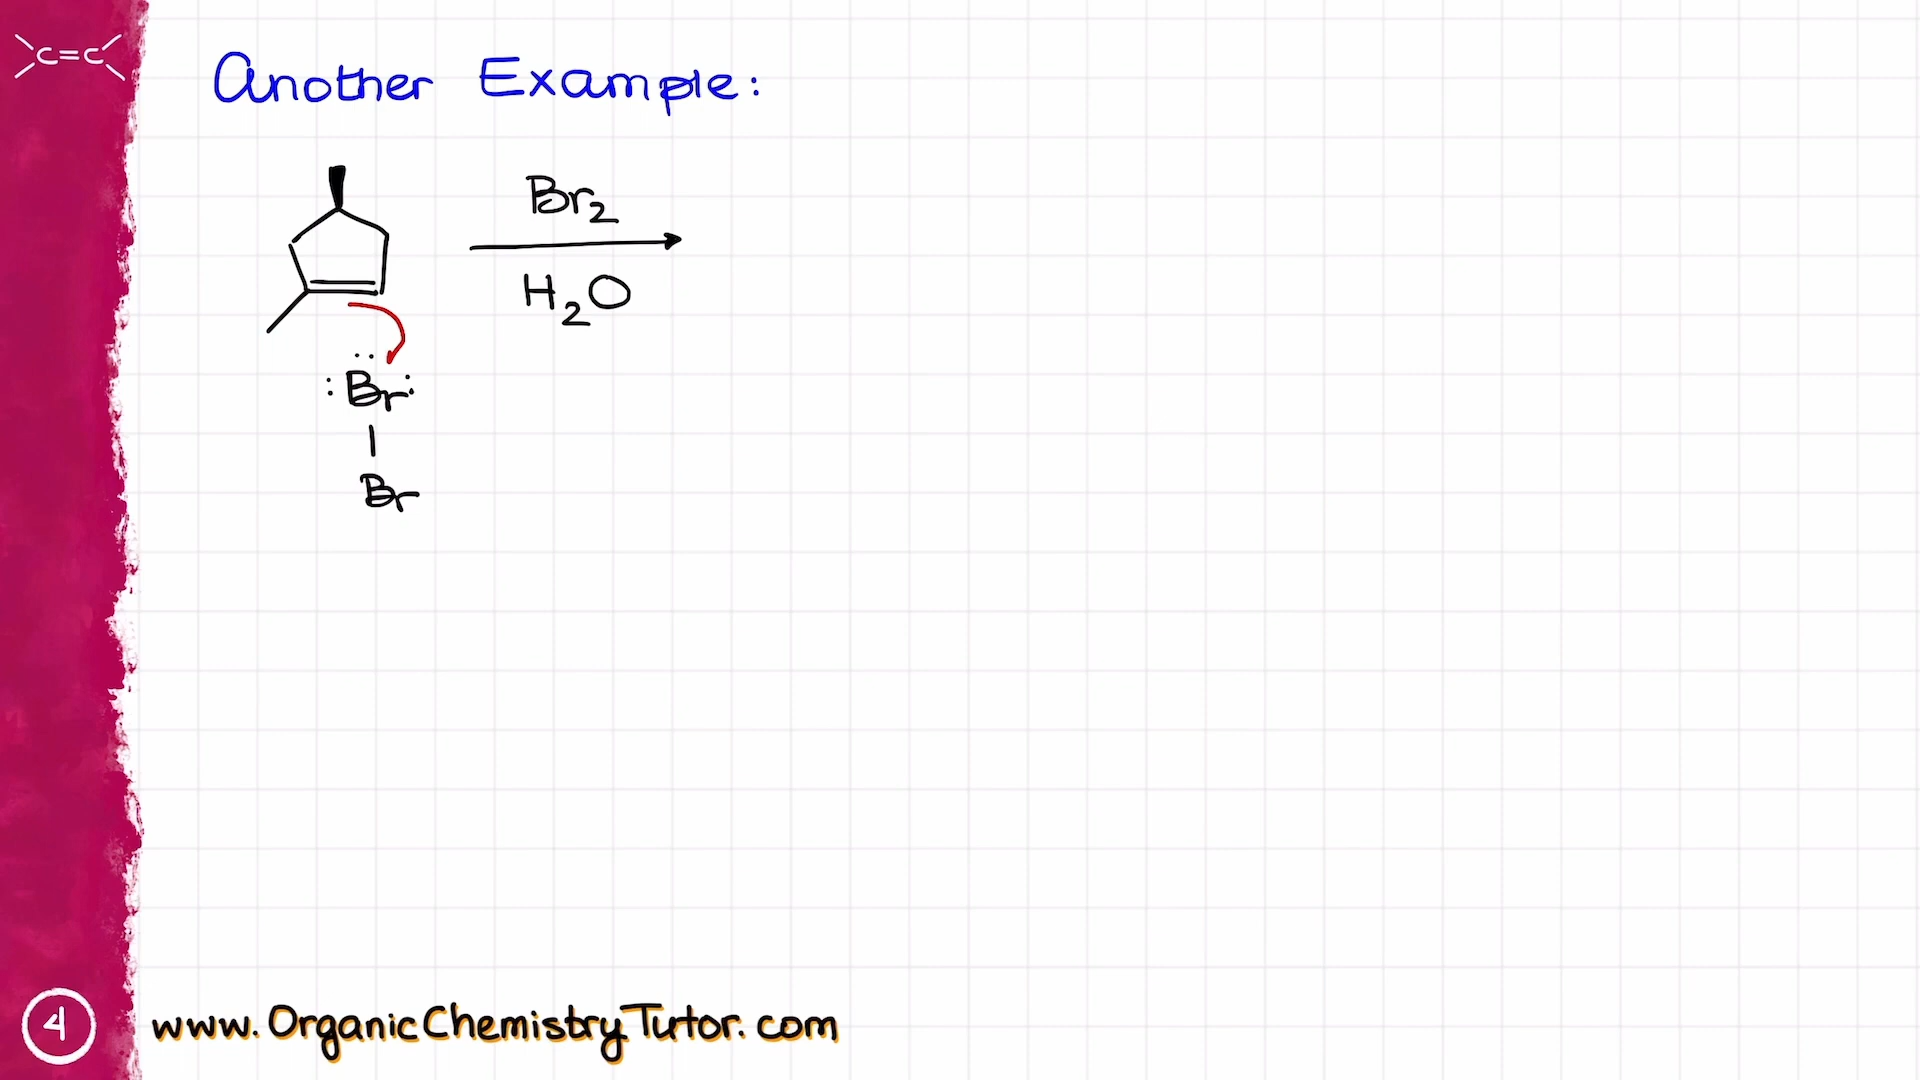 C=C
Another Example:
Br₂
H₂O
:Br:
Br
4
www.OrganicChemistryTutor.com